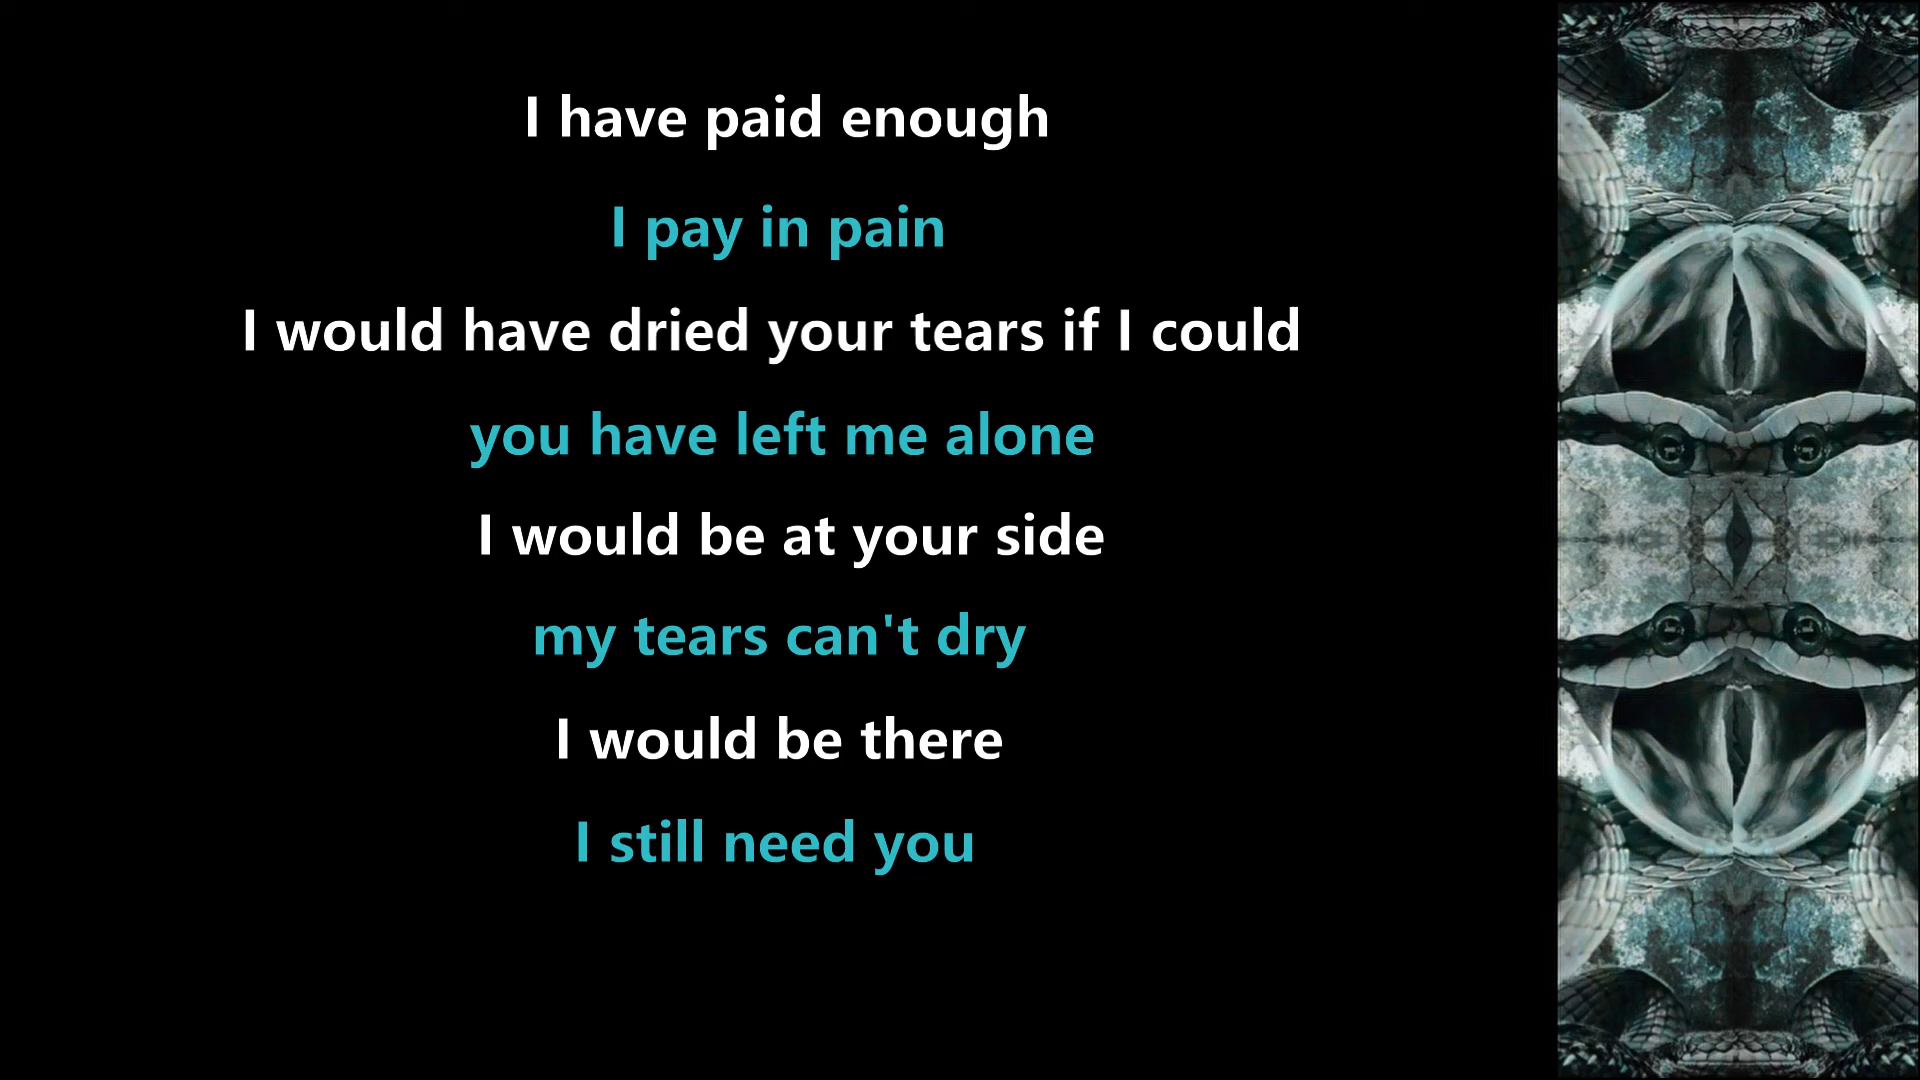 I have paid enough
I pay in pain
I would have dried your tears if I could
you have left me alone
I would be at your side
my tears can't dry
I would be there
I still need you